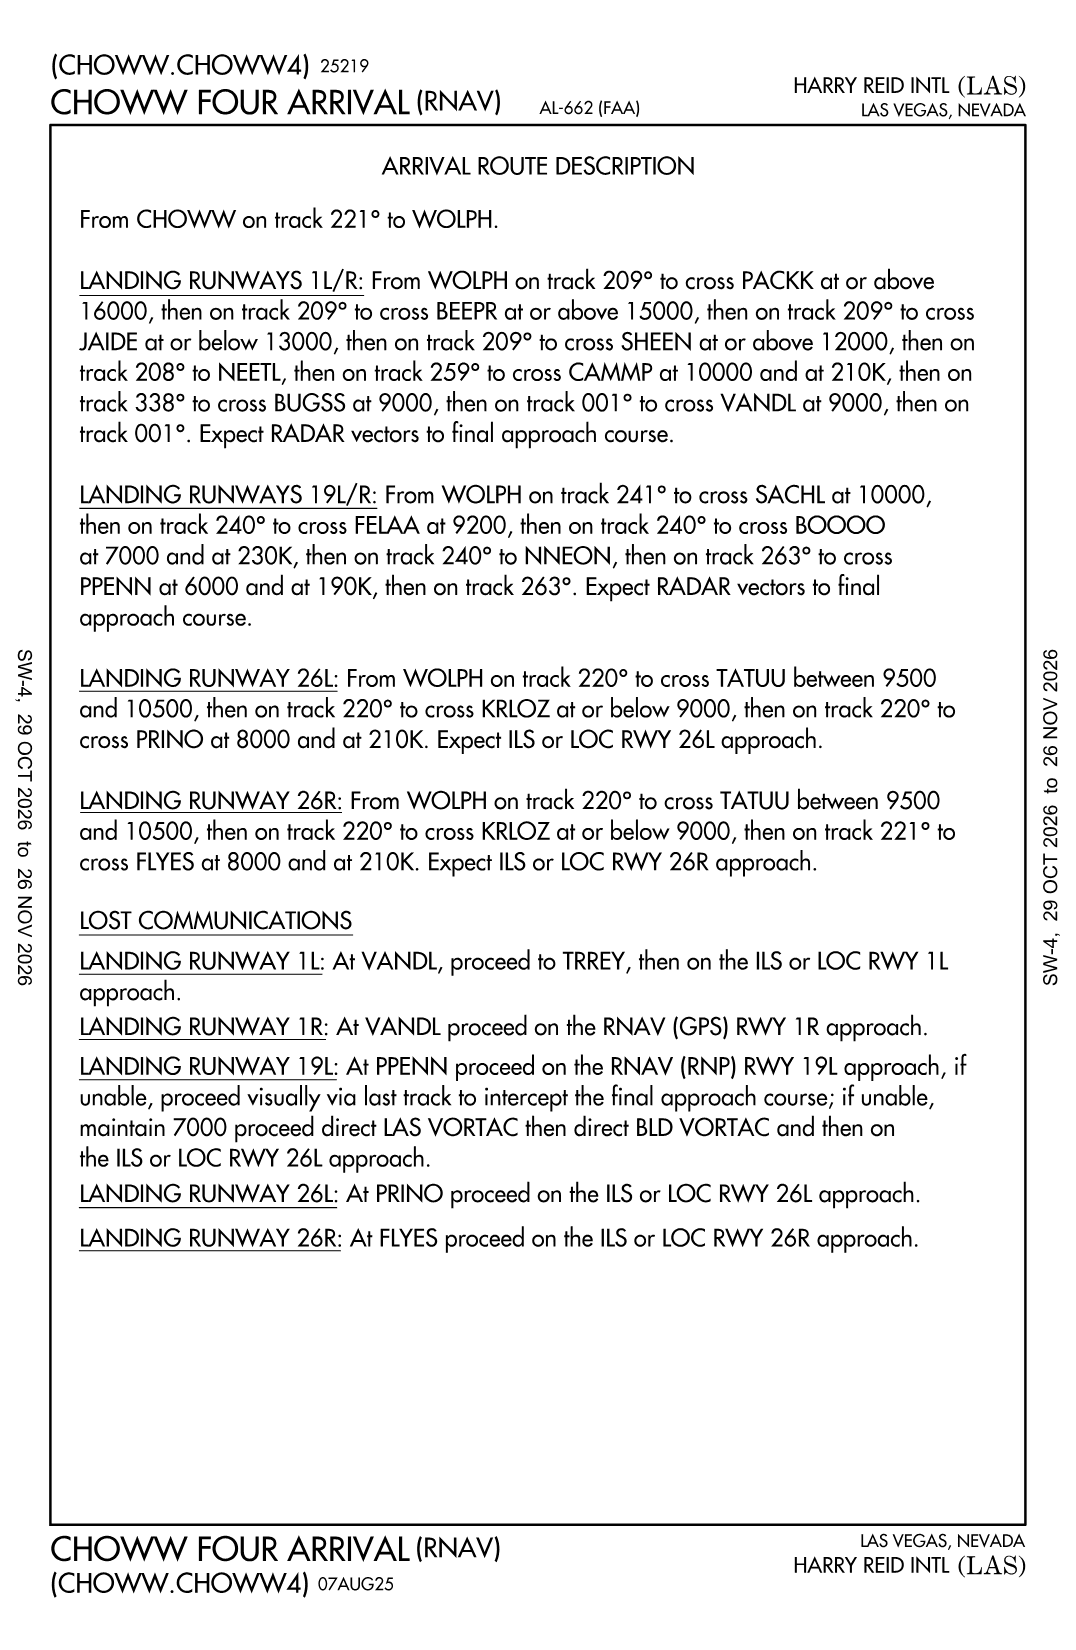 (CHOWW.CHOWW4) 25219
CHOWW FOUR ARRIVAL (RNAV) AL-662 (FAA)
HARRY REID INTL (LAS)
LAS VEGAS, NEVADA
ARRIVAL ROUTE DESCRIPTION
From CHOWW on track 221° to WOLPH.
LANDING RUNWAYS 1L/R: From WOLPH on track 209° to cross PACKK at or above
16000, then on track 209° to cross BEEPR at or above 15000, then on track 209° to cross
JAIDE at or below 13000, then on track 209° to cross SHEEN at or above 12000, then on
track 208° to NEETL, then on track 259° to cross CAMMP at 10000 and at 210K, then on
track 338° to cross BUGSS at 9000, then on track 001° to cross VANDL at 9000, then on
track 001°. Expect RADAR vectors to final approach course.
LANDING RUNWAYS 19L/R: From WOLPH on track 241° to cross SACHL at 10000,
then on track 240° to cross FELAA at 9200, then on track 240° to cross BOOOO
at 7000 and at 230K, then on track 240° to NNEON, then on track 263° to cross
PPENN at 6000 and at 190K, then on track 263°. Expect RADAR vectors to final
approach course.
LANDING RUNWAY 26L: From WOLPH on track 220° to cross TATUU between 9500
and 10500, then on track 220° to cross KRLOZ at or below 9000, then on track 220° to
cross PRINO at 8000 and at 210K. Expect ILS or LOC RWY 26L approach.
LANDING RUNWAY 26R: From WOLPH on track 220° to cross TATUU between 9500
and 10500, then on track 220° to cross KRLOZ at or below 9000, then on track 221° to
cross FLYES at 8000 and at 210K. Expect ILS or LOC RWY 26R approach.
LOST COMMUNICATIONS
LANDING RUNWAY 1L: At VANDL, proceed to TRREY, then on the ILS or LOC RWY 1L
approach.
LANDING RUNWAY 1R: At VANDL proceed on the RNAV (GPS) RWY 1R approach.
LANDING RUNWAY 19L: At PPENN proceed on the RNAV (RNP) RWY 19L approach, if
unable, proceed visually via last track to intercept the final approach course; if unable,
maintain 7000 proceed direct LAS VORTAC then direct BLD VORTAC and then on
the ILS or LOC RWY 26L approach.
LANDING RUNWAY 26L: At PRINO proceed on the ILS or LOC RWY 26L approach.
LANDING RUNWAY 26R: At FLYES proceed on the ILS or LOC RWY 26R approach.
SW-4, 29 OCT 2026 to 26 NOV 2026
SW-4, 29 OCT 2026 to 26 NOV 2026
CHOWW FOUR ARRIVAL (RNAV)
(CHOWW.CHOWW4) 07AUG25
LAS VEGAS, NEVADA
HARRY REID INTL (LAS)